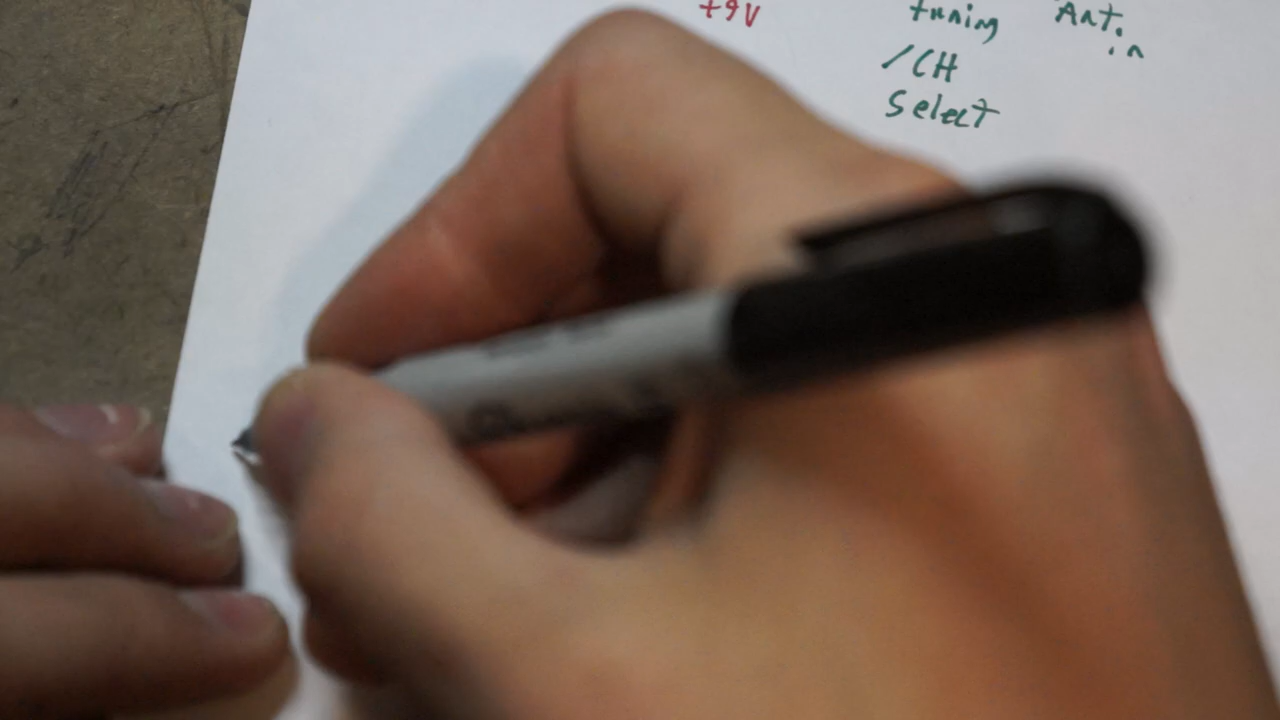 +9V
tuning
/CH
Select
Ant.
in